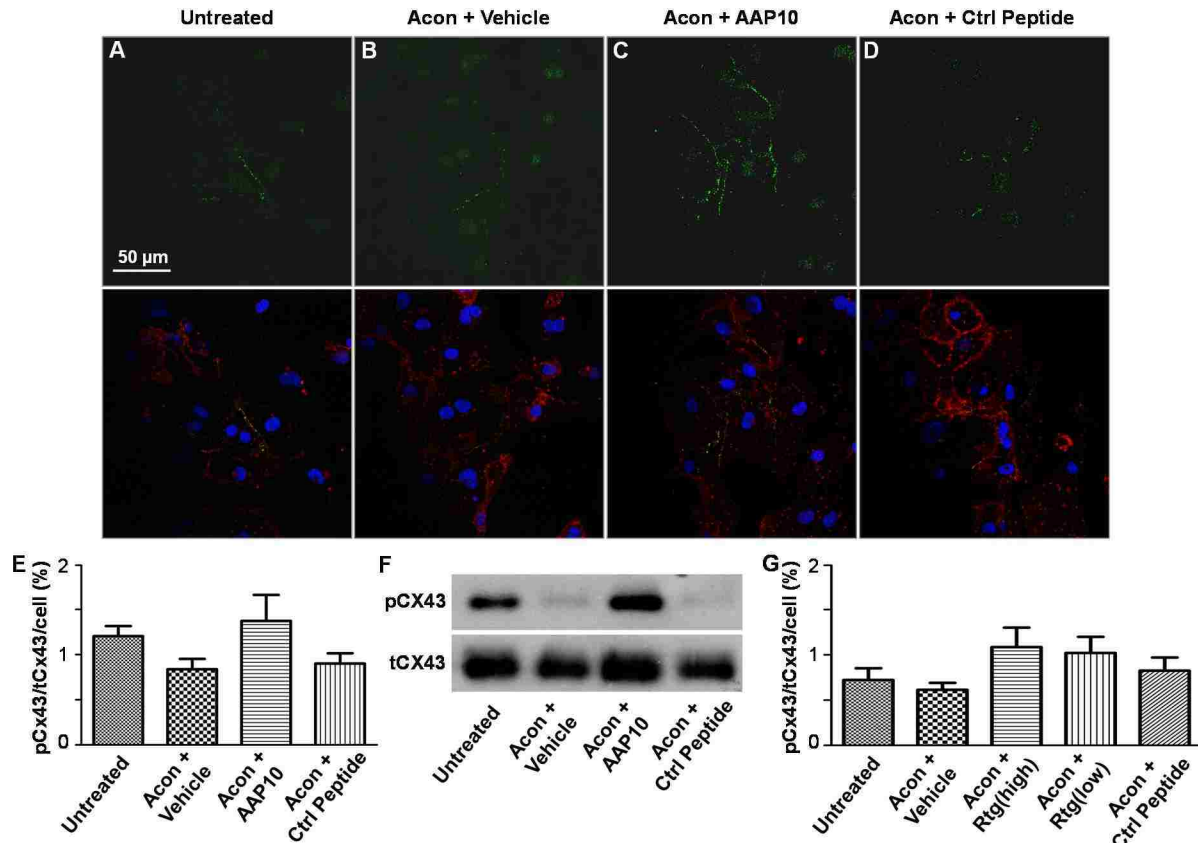 Untreated
Acon + Vehicle
Acon + AAP10
Acon + Ctrl Peptide
A
B
C
D
50 µm
E
pCx43/tCx43/cell (%)
2
1
0
Untreated
Acon +
Vehicle
Acon +
AAP10
Acon +
Ctrl Peptide
F
pCX43
tCX43
Untreated
Acon +
Vehicle
Acon +
AAP10
Acon +
Ctrl Peptide
G
pCx43/tCx43/cell (%)
2
1
0
Untreated
Acon +
Vehicle
Acon +
Rtg(high)
Acon +
Rtg(low)
Acon +
Ctrl Peptide